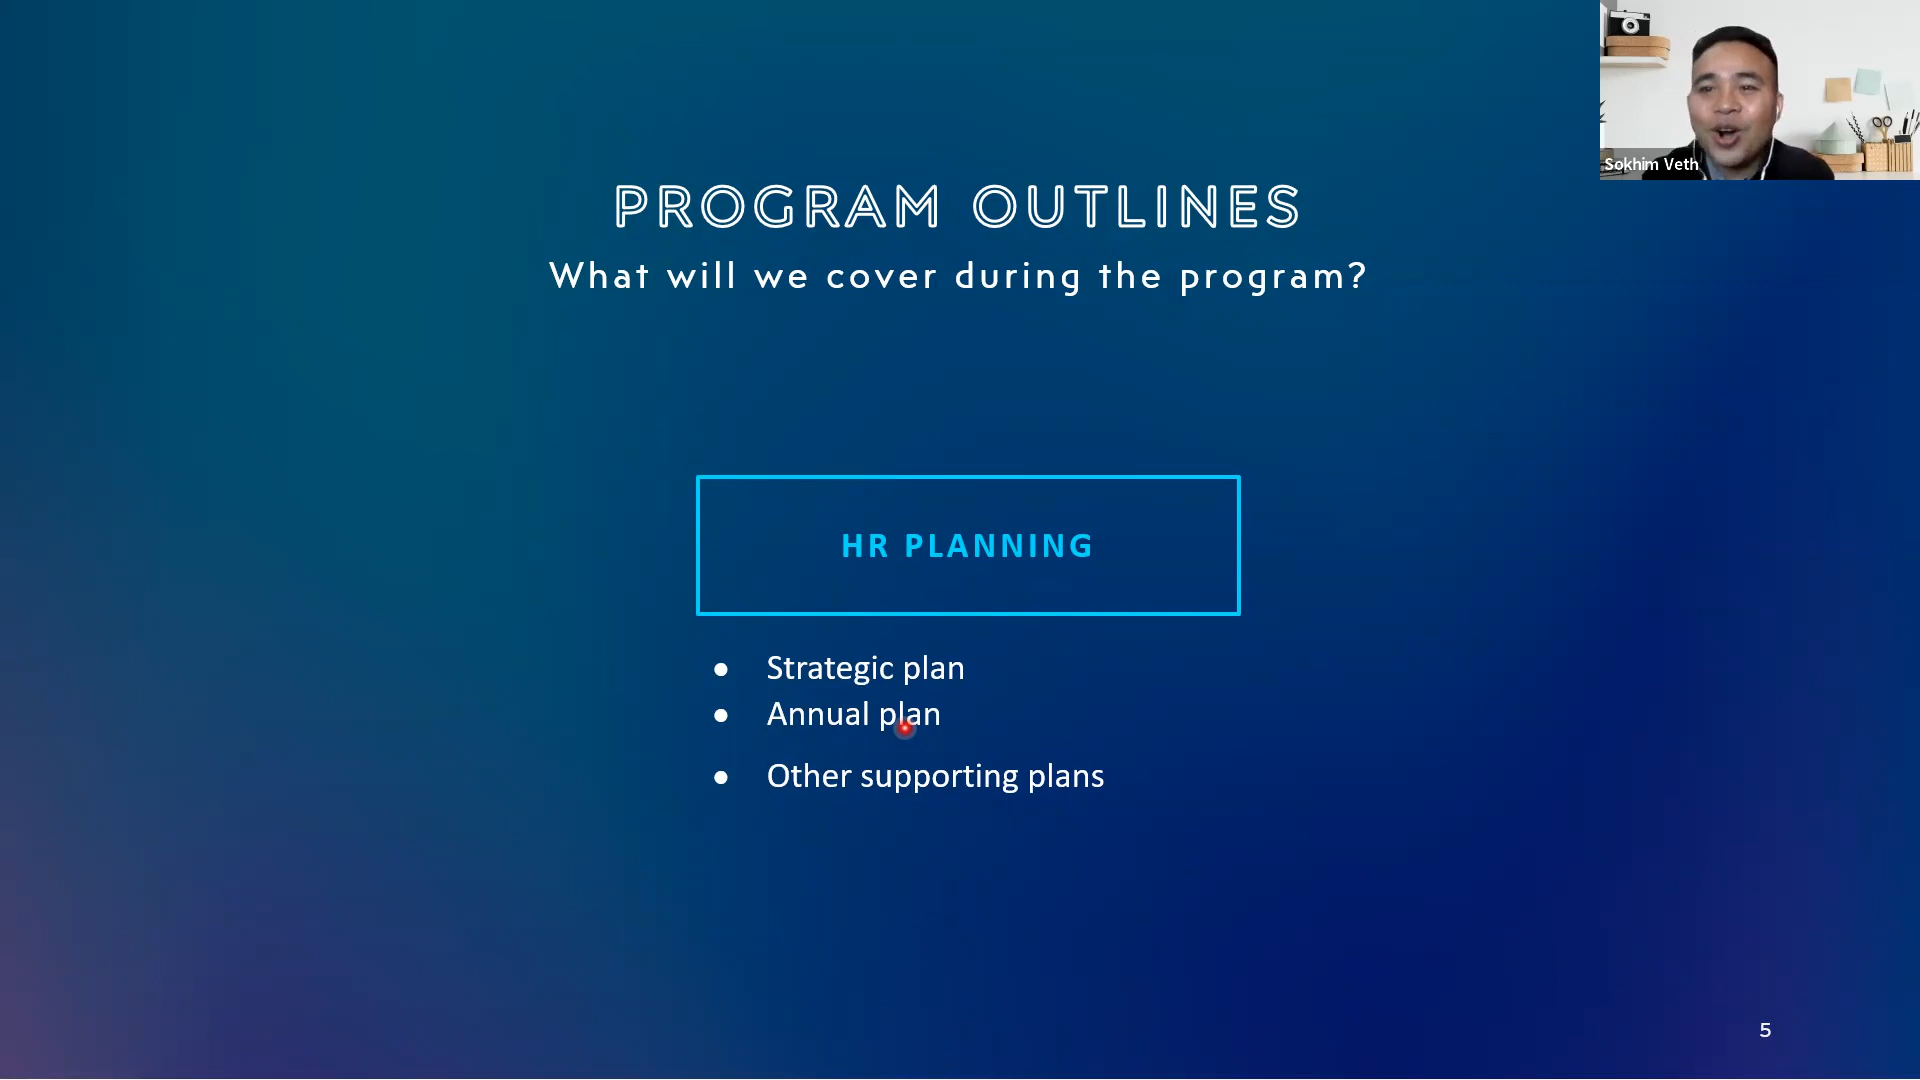 PROGRAM OUTLINES
What will we cover during the program?
HR PLANNING
● Strategic plan
● Annual plan
● Other supporting plans
Sokhim Veth
5